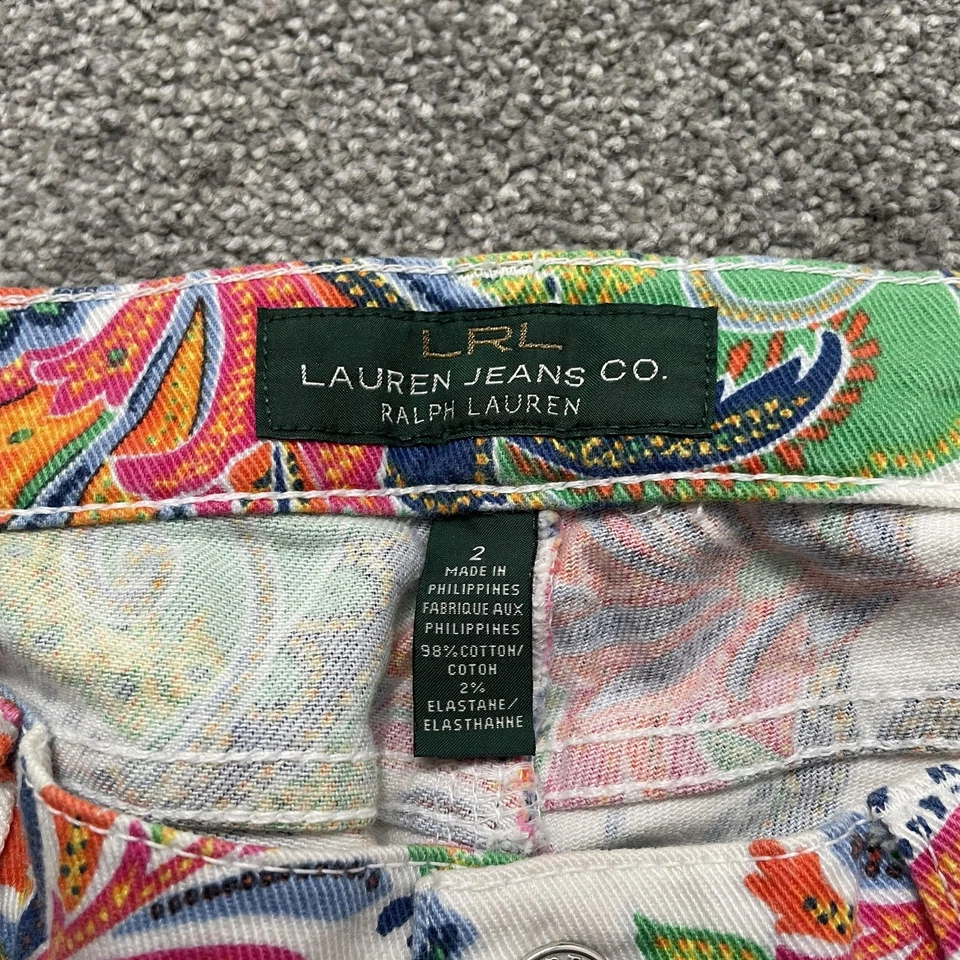 LRL
LAUREN JEANS CO.
RALPH LAUREN
2
MADE IN
PHILIPPINES
FABRIQUE AUX
PHILIPPINES
98% COTTON/
COTON
2%
ELASTANE/
ELASTHANNE